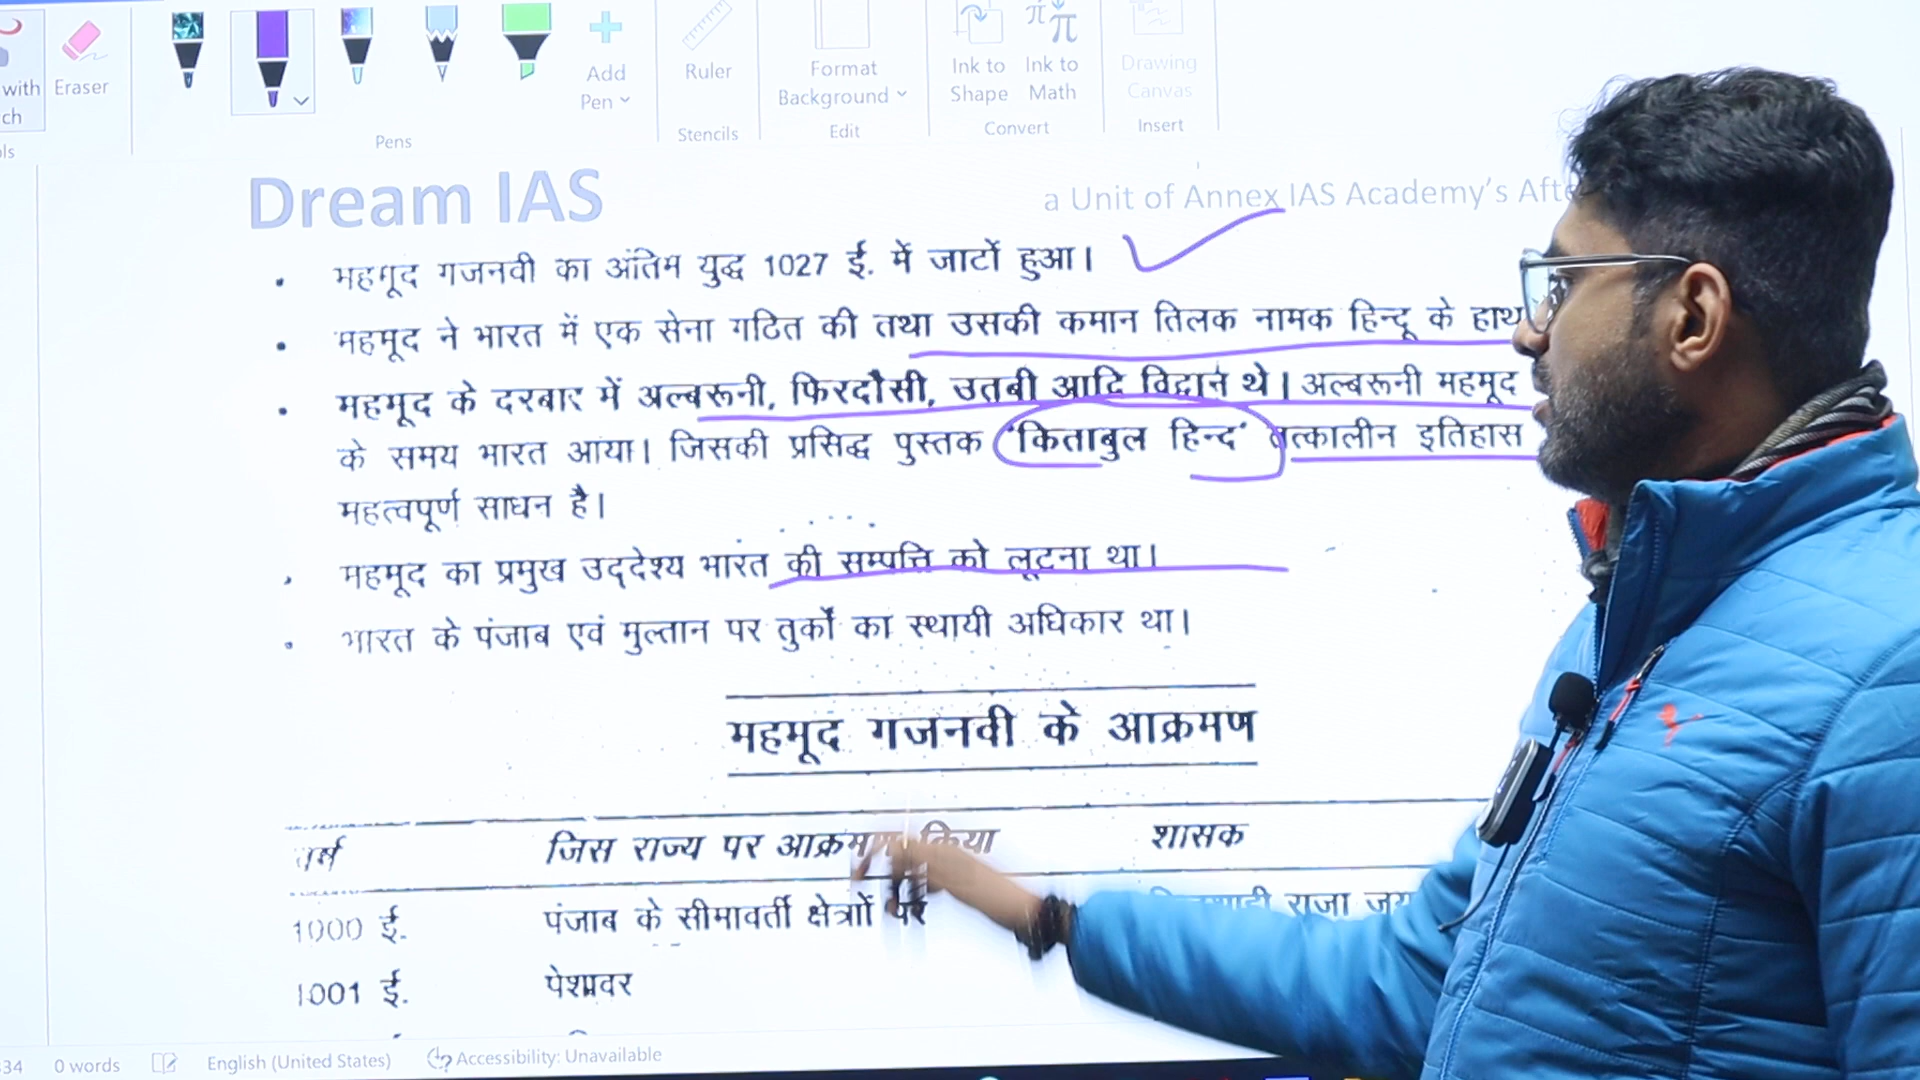 with
ch
Eraser
Add
Pen
Pens
Ruler
Stencils
Format
Background
Edit
Ink to
Shape
Ink to
Math
Convert
Drawing
Canvas
Insert
Dream IAS
a Unit of Annex IAS Academy's
महमूद गजनवी का अंतिम युद्ध 1027 ई. में जाटों हुआ।
महमूद ने भारत में एक सेना गठित की तथा उसकी कमान तिलक नामक हिन्दू के हाथ
महमूद के दरबार में अल्बरूनी, फिरदौसी, उतबी आदि विद्वान थे। अल्बरूनी महमूद
के समय भारत आया। जिसकी प्रसिद्ध पुस्तक 'किताबुल हिन्द' तत्कालीन इतिहास
महत्वपूर्ण साधन है।
महमूद का प्रमुख उद्देश्य भारत की सम्पत्ति को लूटना था।
भारत के पंजाब एवं मुल्तान पर तुर्कों का स्थायी अधिकार था।
महमूद गजनवी के आक्रमण
वर्ष जिस राज्य पर आक्रमण किया शासक
1000 ई. पंजाब के सीमावर्ती क्षेत्राों पर राजा
1001 ई. पेशावर
34 0 words English (United States) Accessibility: Unavailable